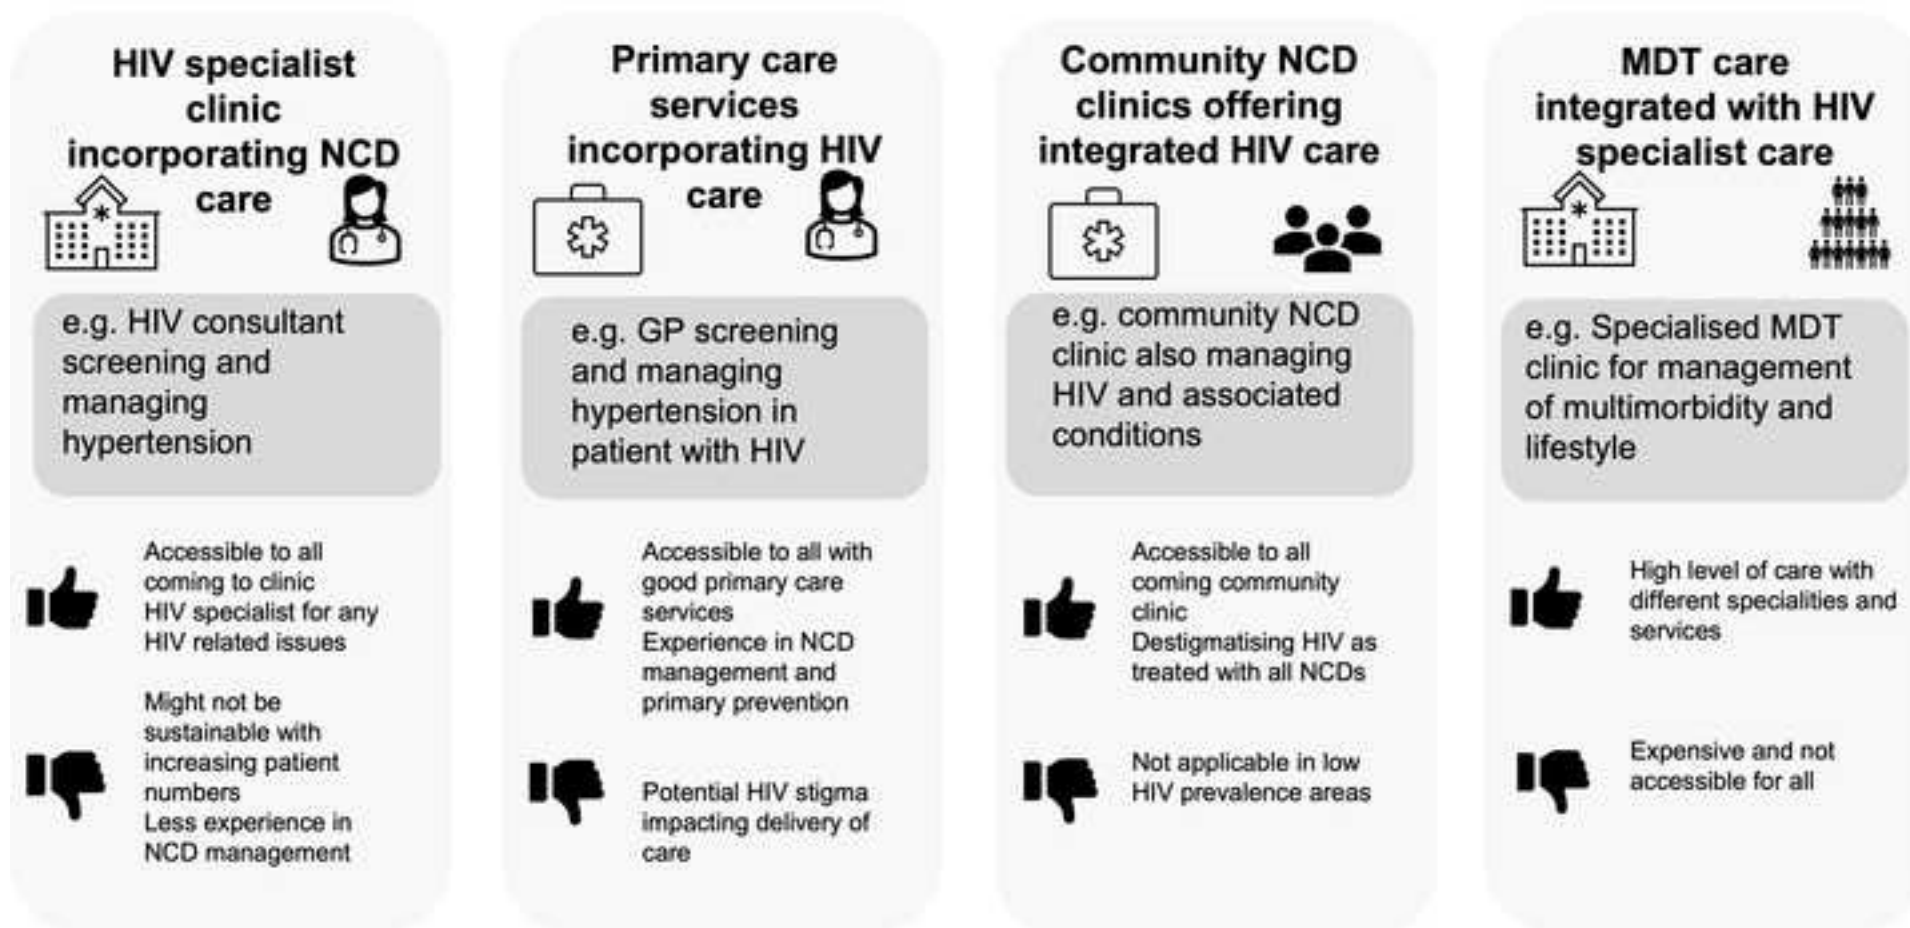 HIV specialist
clinic
incorporating NCD
care
e.g. HIV consultant
screening and
managing
hypertension
Accessible to all
coming to clinic
HIV specialist for any
HIV related issues
Might not be
sustainable with
increasing patient
numbers
Less experience in
NCD management
Primary care
services
incorporating HIV
care
e.g. GP screening
and managing
hypertension in
patient with HIV
Accessible to all with
good primary care
services
Experience in NCD
management and
primary prevention
Potential HIV stigma
impacting delivery of
care
Community NCD
clinics offering
integrated HIV care
e.g. community NCD
clinic also managing
HIV and associated
conditions
Accessible to all
coming community
clinic
Destigmatising HIV as
treated with all NCDs
Not applicable in low
HIV prevalence areas
MDT care
integrated with HIV
specialist care
e.g. Specialised MDT
clinic for management
of multimorbidity and
lifestyle
High level of care with
different specialities and
services
Expensive and not
accessible for all